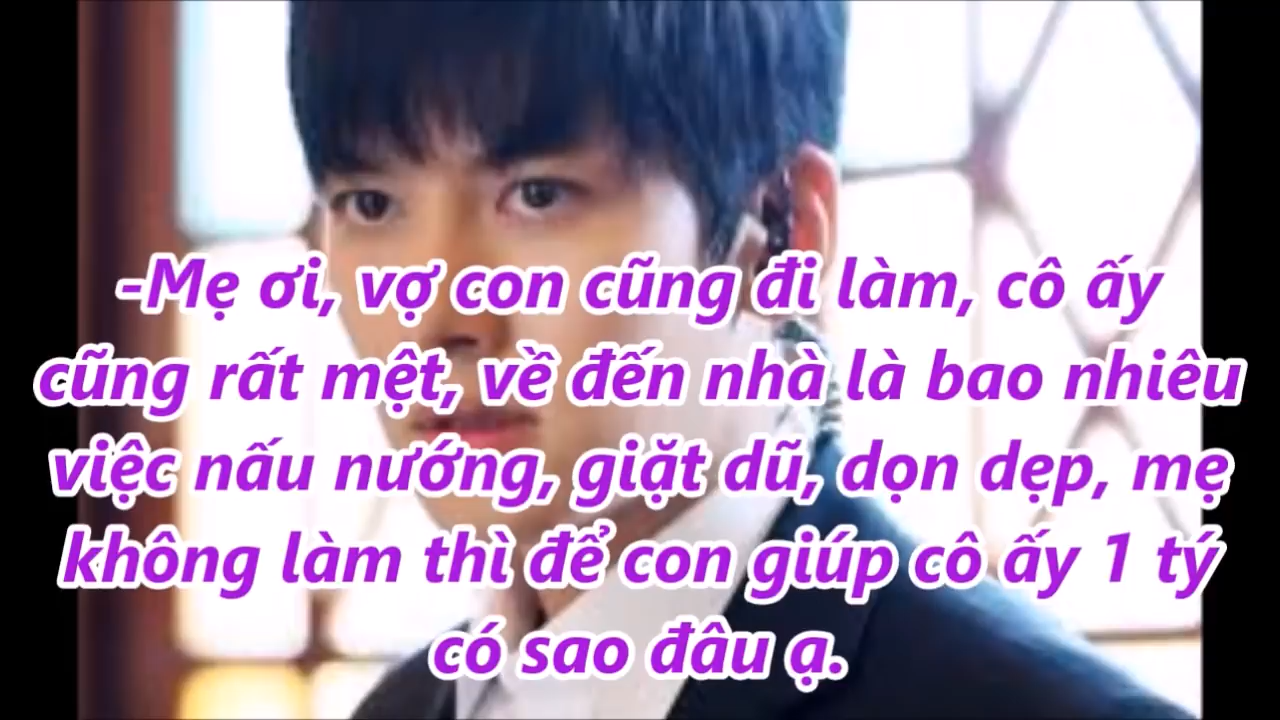 -Mẹ ơi, vợ con cũng đi làm, cô ấy
cũng rất mệt, về đến nhà là bao nhiêu
việc nấu nướng, giặt dũ, dọn dẹp, mẹ
không làm thì để con giúp cô ấy 1 tý
có sao đâu ạ.